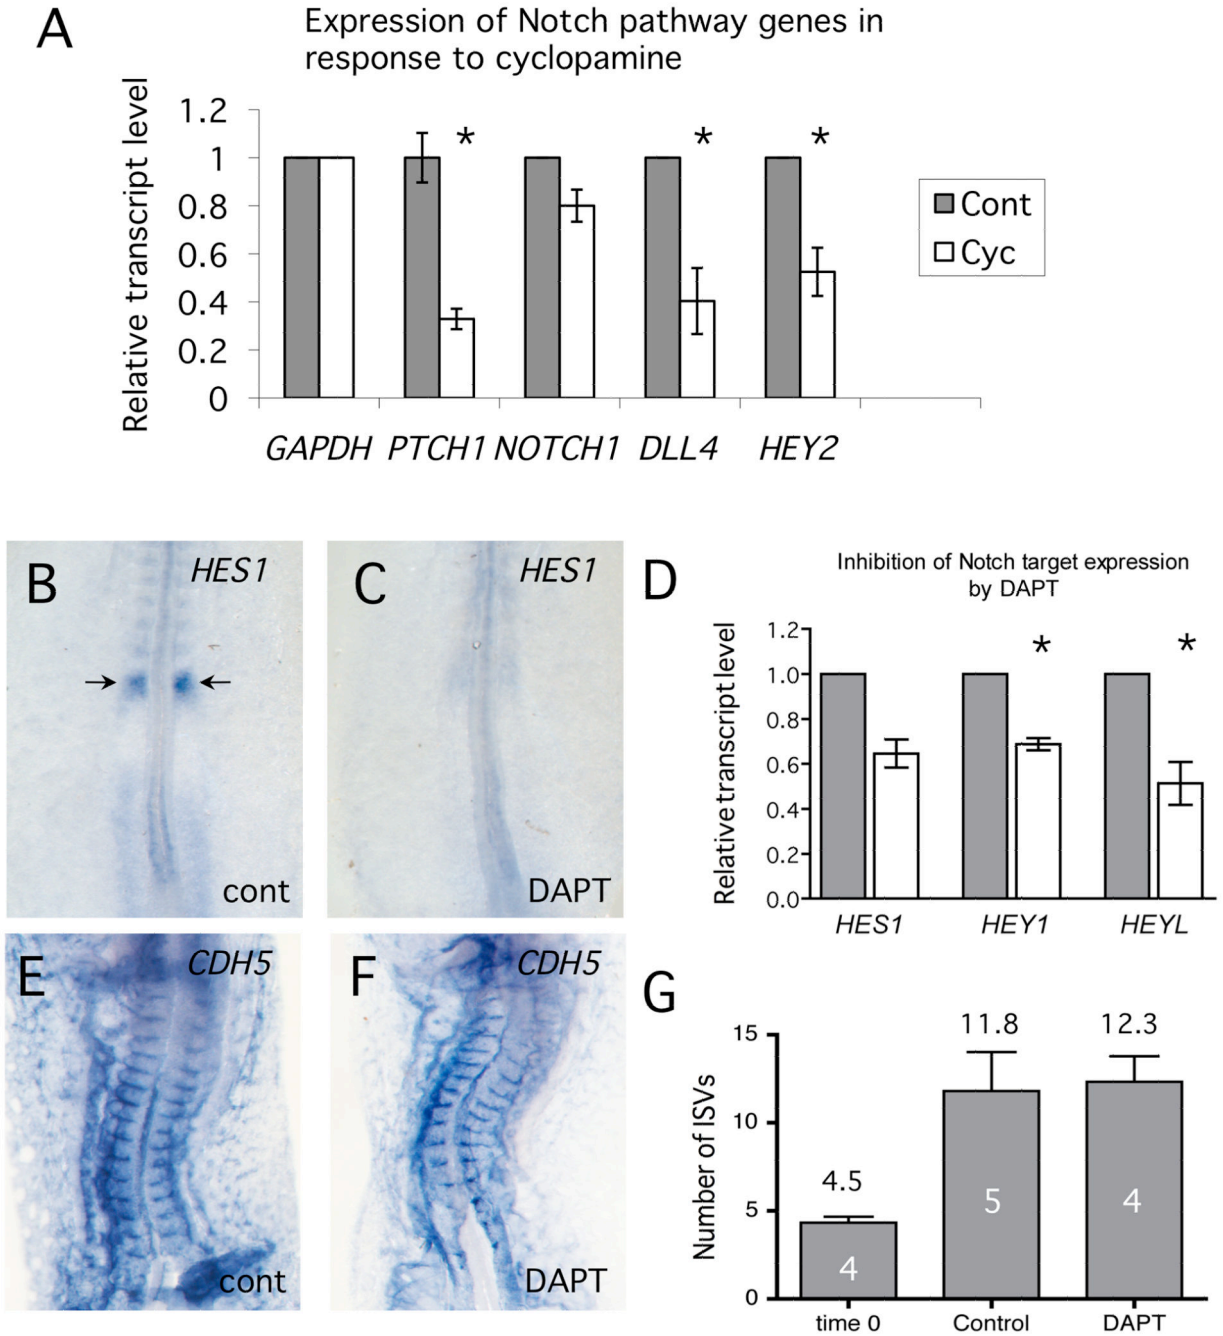 A
Expression of Notch pathway genes in
response to cyclopamine
Relative transcript level
1.2
1
0.8
0.6
0.4
0.2
0
* * *
Cont
Cyc
GAPDH PTCH1 NOTCH1 DLL4 HEY2
B HES1
cont
C HES1
DAPT
D
Inhibition of Notch target expression
by DAPT
Relative transcript level
1.2
1.0
0.8
0.6
0.4
0.2
0.0
* *
HES1 HEY1 HEYL
E CDH5
cont
F CDH5
DAPT
G
Number of ISVs
15
10
5
0
4.5 11.8 12.3
4 5 4
time 0 Control DAPT